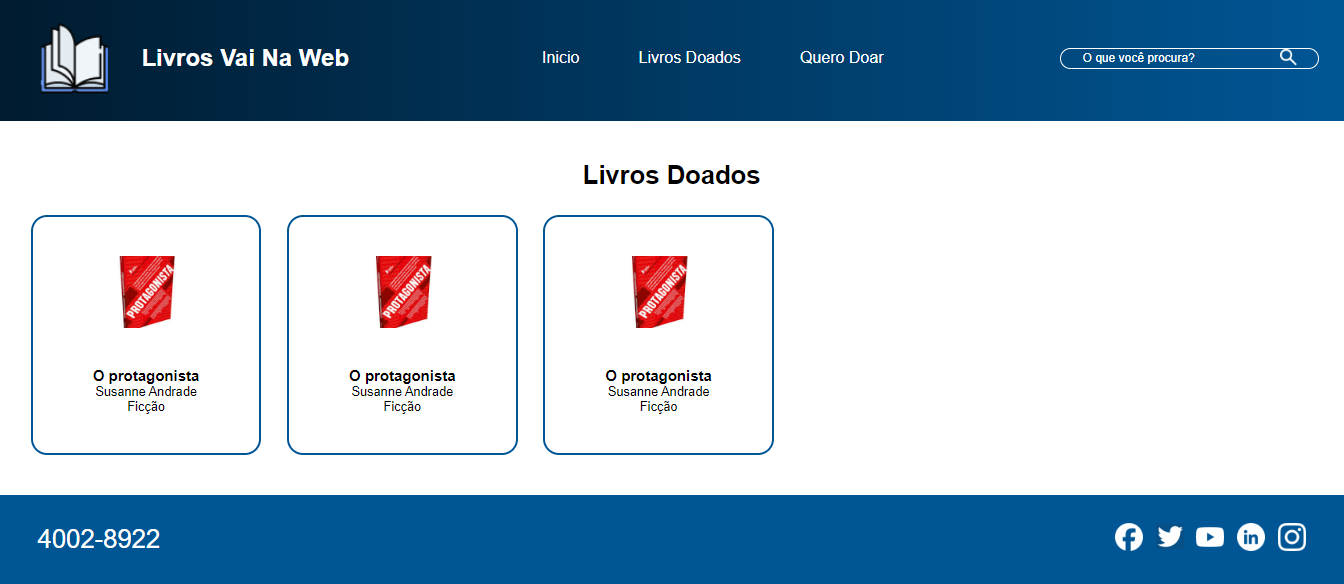 Livros Vai Na Web
Inicio
Livros Doados
Quero Doar
O que você procura?
Livros Doados
PROTAGONISTA
O protagonista
Susanne Andrade
Ficção
PROTAGONISTA
O protagonista
Susanne Andrade
Ficção
PROTAGONISTA
O protagonista
Susanne Andrade
Ficção
4002-8922
in